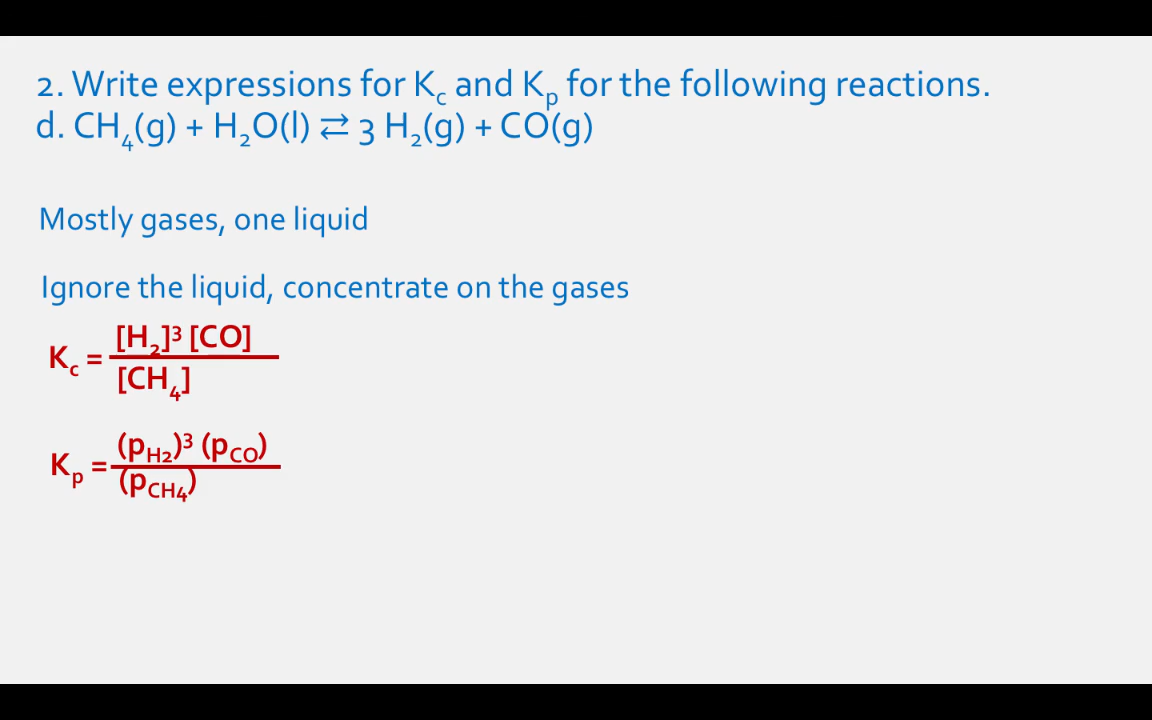 2. Write expressions for Kc and Kp for the following reactions.
d. CH4(g) + H2O(l) ⇄ 3 H2(g) + CO(g)
Mostly gases, one liquid
Ignore the liquid, concentrate on the gases
[H2]³ [CO]
Kc =
[CH4]
(pH2)³ (pCO)
Kp =
(pCH4)